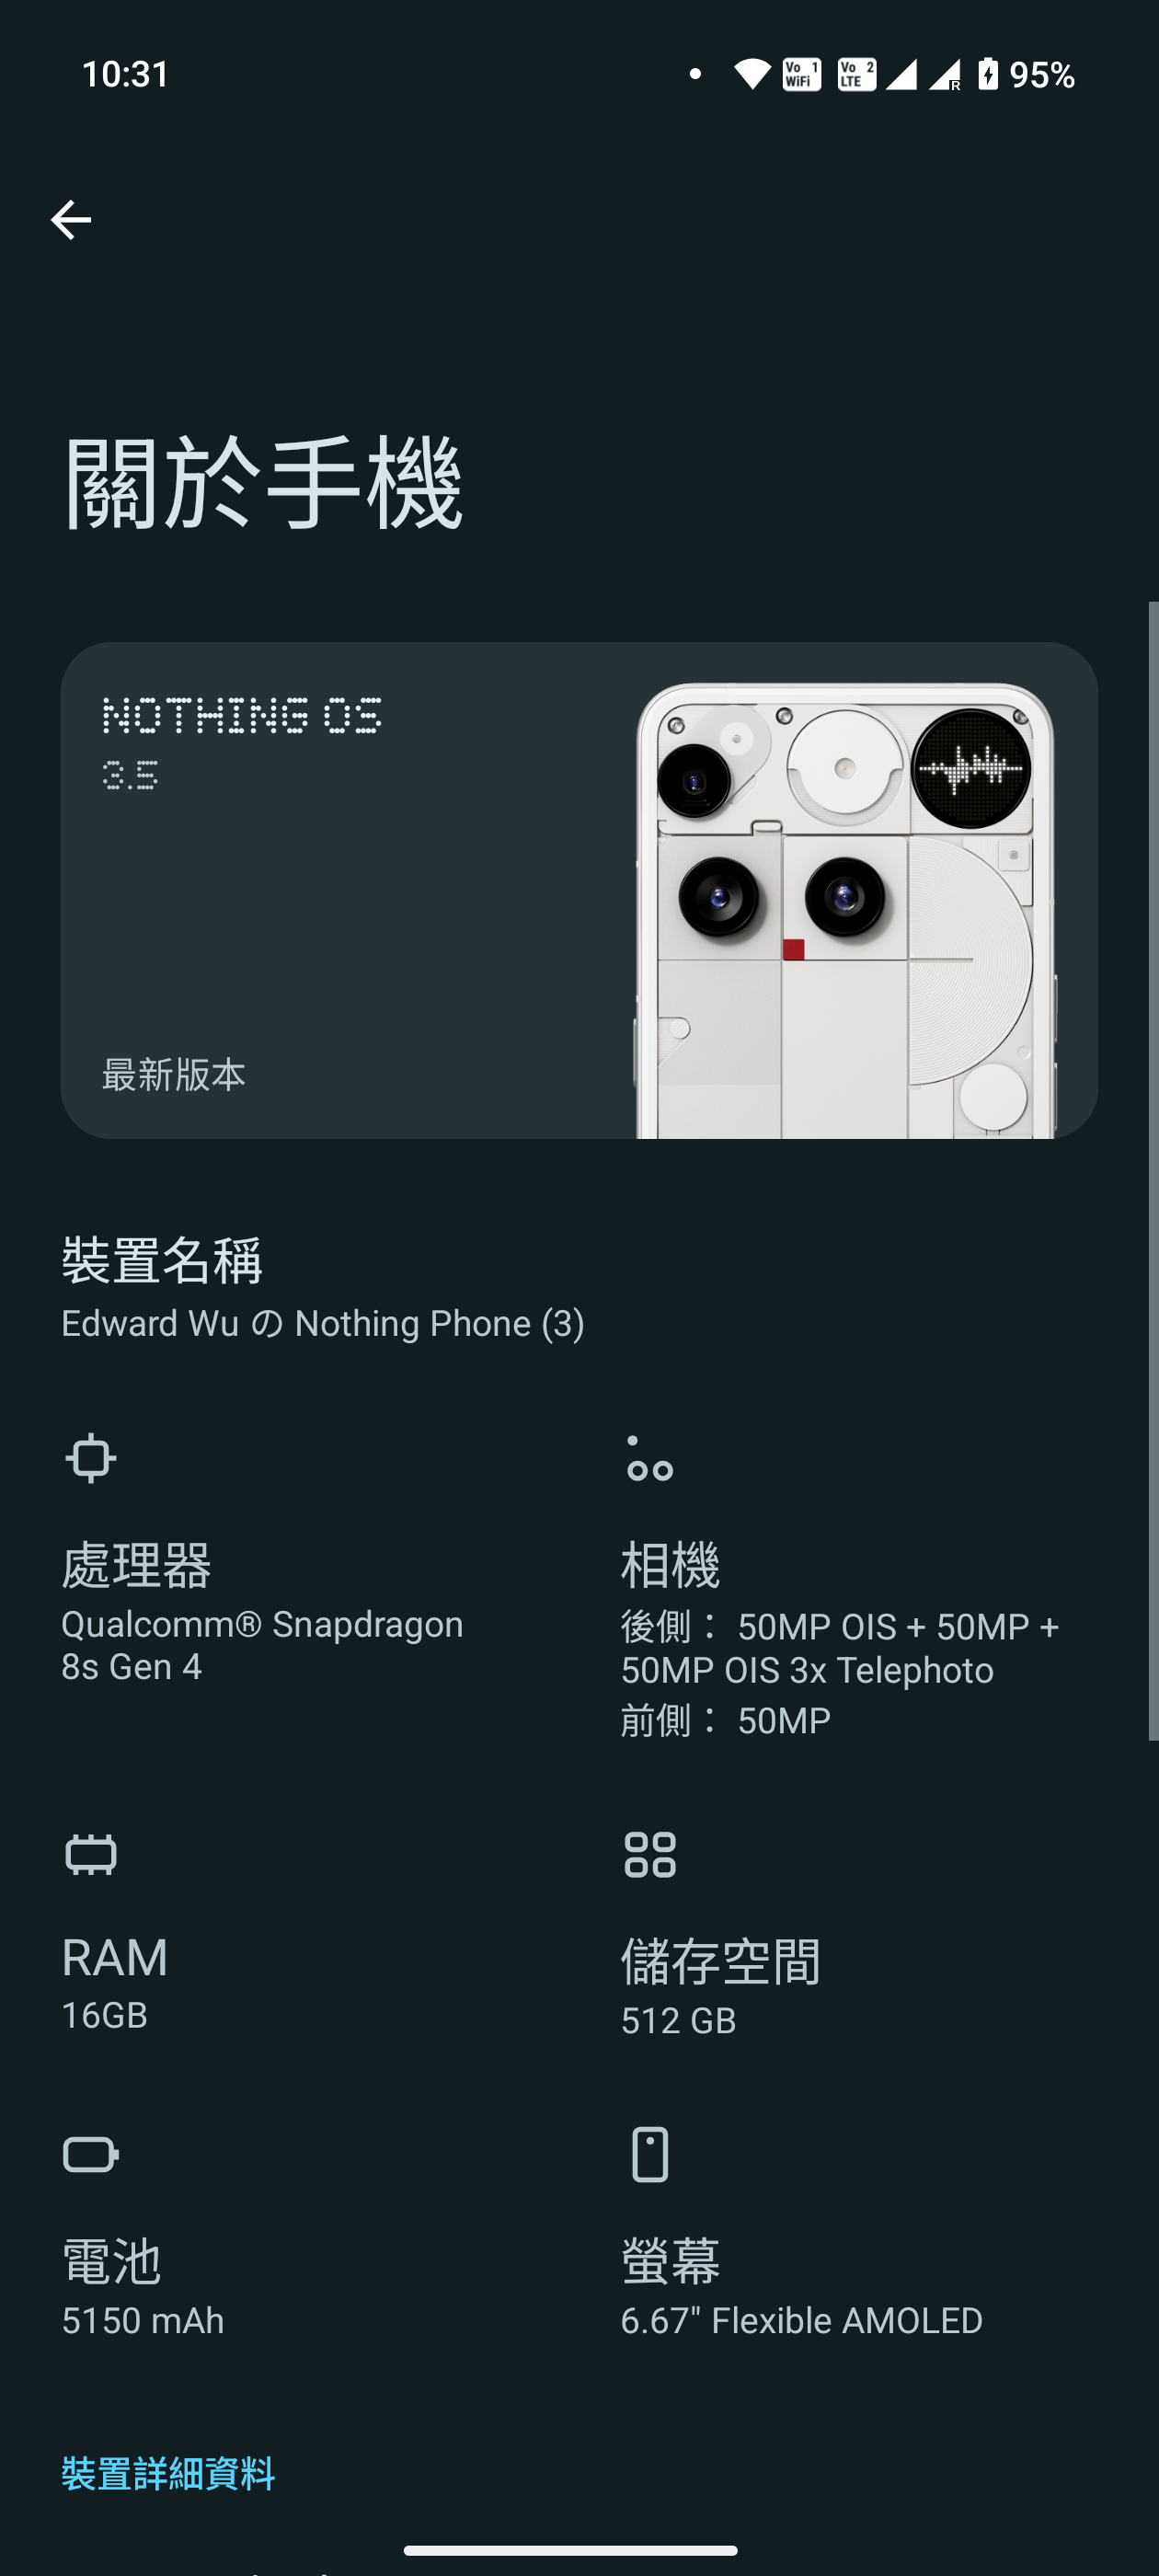 10:31
Vo 1 WiFi
Vo 2 LTE
R
95%
關於手機
NOTHING OS
3.5
最新版本
裝置名稱
Edward Wu の Nothing Phone (3)
處理器
Qualcomm® Snapdragon
8s Gen 4
相機
後側： 50MP OIS + 50MP +
50MP OIS 3x Telephoto
前側： 50MP
RAM
16GB
儲存空間
512 GB
電池
5150 mAh
螢幕
6.67" Flexible AMOLED
裝置詳細資料